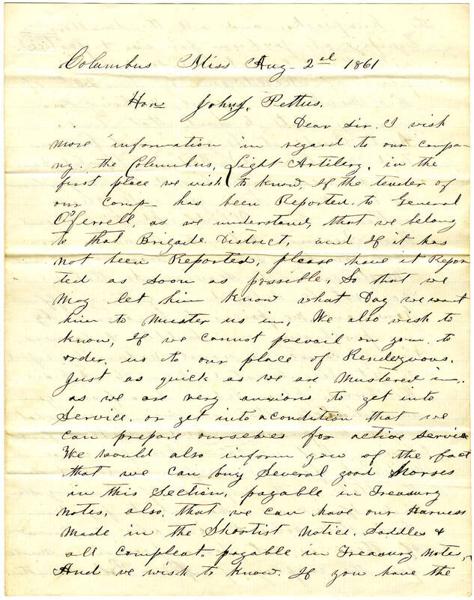 Columbus Miss Aug 2nd 1861
Hon John J. Pettus.
Dear Sir. I wish
more information in regard to our compa-
ny. the Columbus, Light Artillery, in the
first place we wish to know. If the tender of
our Comp has been Reported, to General
O'ferrell, as we understand, that we belong
to that Brigade District, and if it has
not been Reported, please have it Repor
ted as soon as possible, So that we
may let him know what Day we want
him to Muster us in, We also wish to
know, If we cannot prevail on you to
order, us to our place of Rendezvous.
Just as quick as we are Mustered in.
as we are very anxious to get into
Service. or get into a condition that we
can prepare ourselves for active Service
We would also inform you of the fact
that we can buy Several good Horses
in this Section, payable in Treasury
notes, also, that we can have our Harness
Made in the Shortist Notice, Saddles &
all compleat. payable in Treasury Notes,
And we wish to know. If you have the